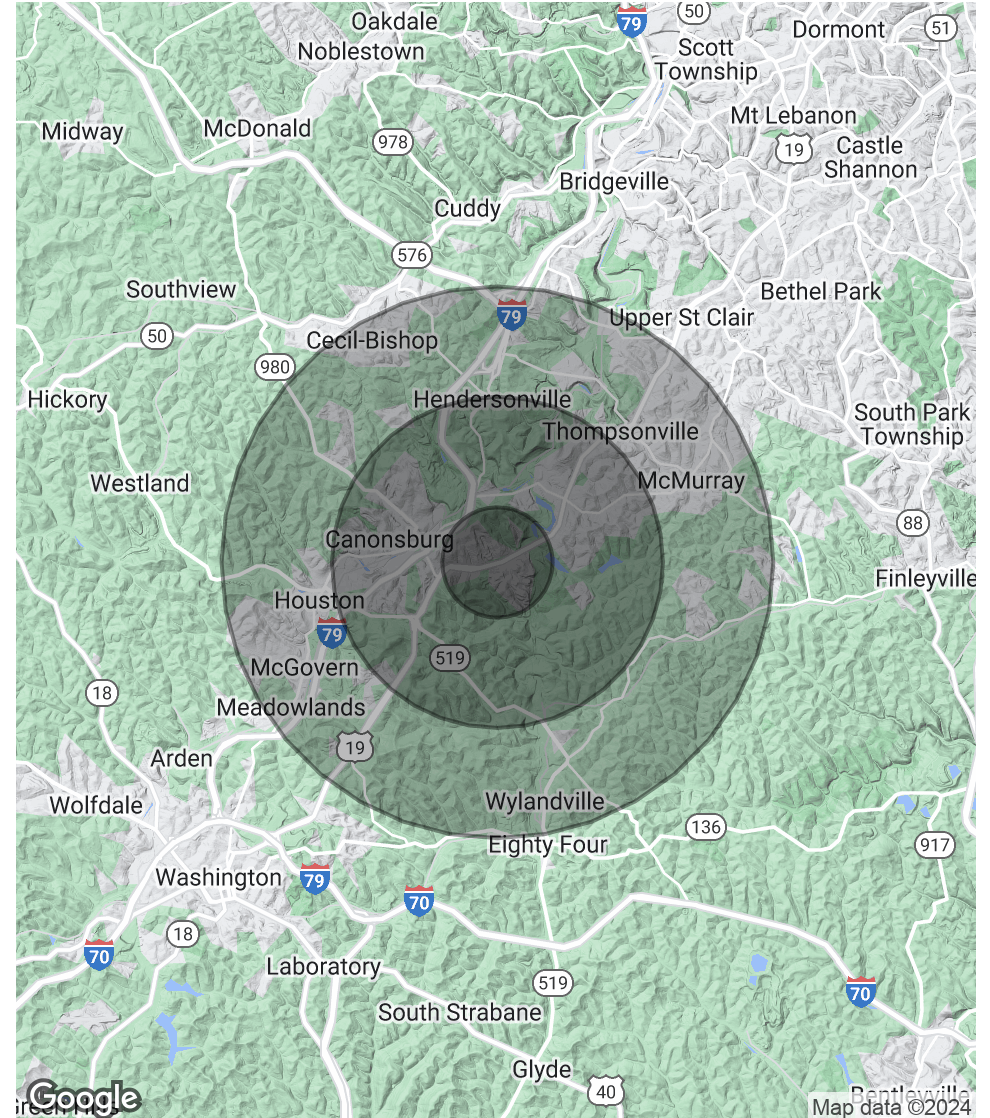 Oakdale
79
50
Dormont
51
Noblestown
Scott
Township
Midway
McDonald
978
Mt Lebanon
19
Castle
Shannon
Bridgeville
Cuddy
576
Southview
Bethel Park
79
Upper St Clair
50
Cecil-Bishop
980
Hickory
Hendersonville
South Park
Township
Thompsonville
Westland
McMurray
88
Canonsburg
Finleyville
Houston
79
519
McGovern
18
Meadowlands
19
Arden
Wolfdale
Wylandville
136
Eighty Four
917
Washington
79
70
18
70
Laboratory
519
70
South Strabane
Glyde
40
Bentleyville
Google
Map data ©2024